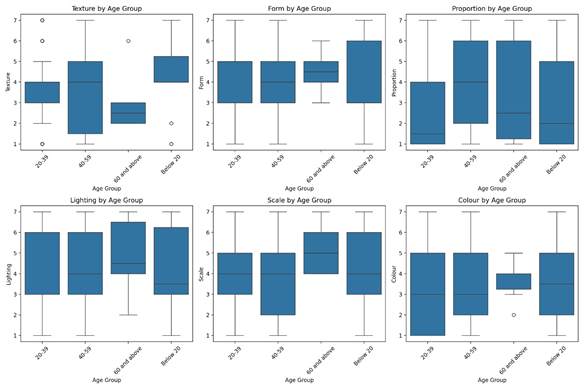 Texture by Age Group
7
6
5
4
3
2
1
Texture
20-39
40-59
60 and above
Below 20
Age Group
Form by Age Group
7
6
5
4
3
2
1
Form
20-39
40-59
60 and above
Below 20
Age Group
Proportion by Age Group
7
6
5
4
3
2
1
Proportion
20-39
40-59
60 and above
Below 20
Age Group
Lighting by Age Group
7
6
5
4
3
2
1
Lighting
20-39
40-59
60 and above
Below 20
Age Group
Scale by Age Group
7
6
5
4
3
2
1
Scale
20-39
40-59
60 and above
Below 20
Age Group
Colour by Age Group
7
6
5
4
3
2
1
Colour
20-39
40-59
60 and above
Below 20
Age Group